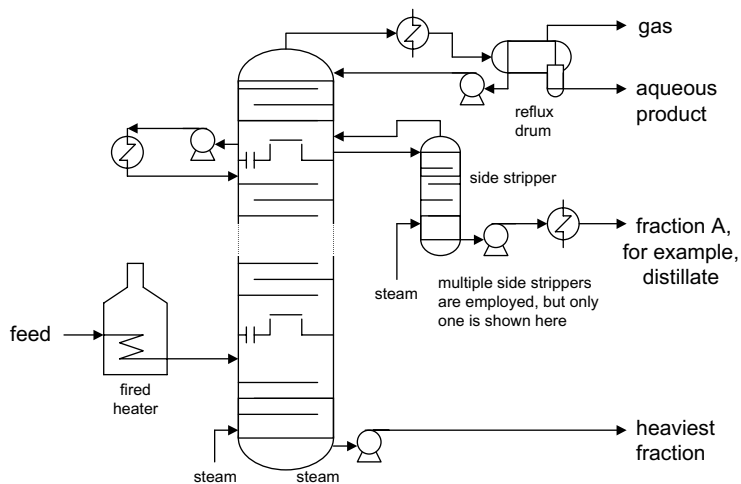 gas
aqueous
product
reflux
drum
side stripper
fraction A,
for example,
distillate
steam
multiple side strippers
are employed, but only
one is shown here
feed
fired
heater
heaviest
fraction
steam
steam